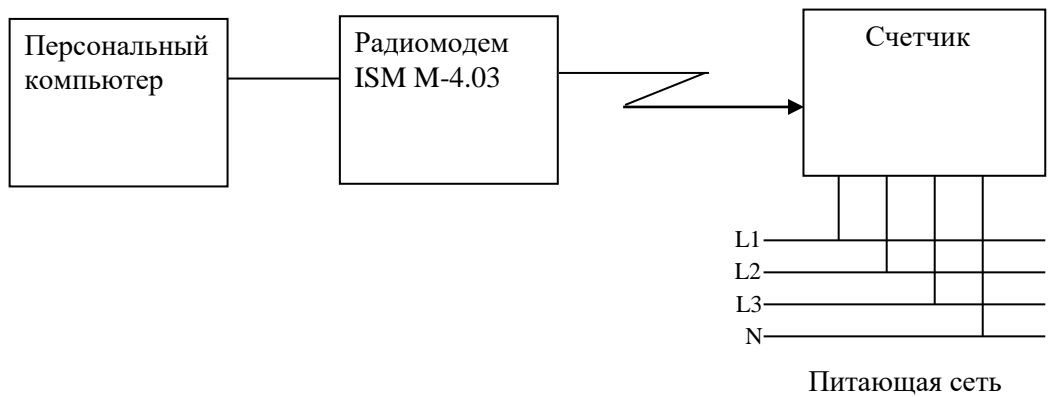 Персональный
компьютер
Радиомодем
ISM M-4.03
Счетчик
L1
L2
L3
N
Питающая сеть